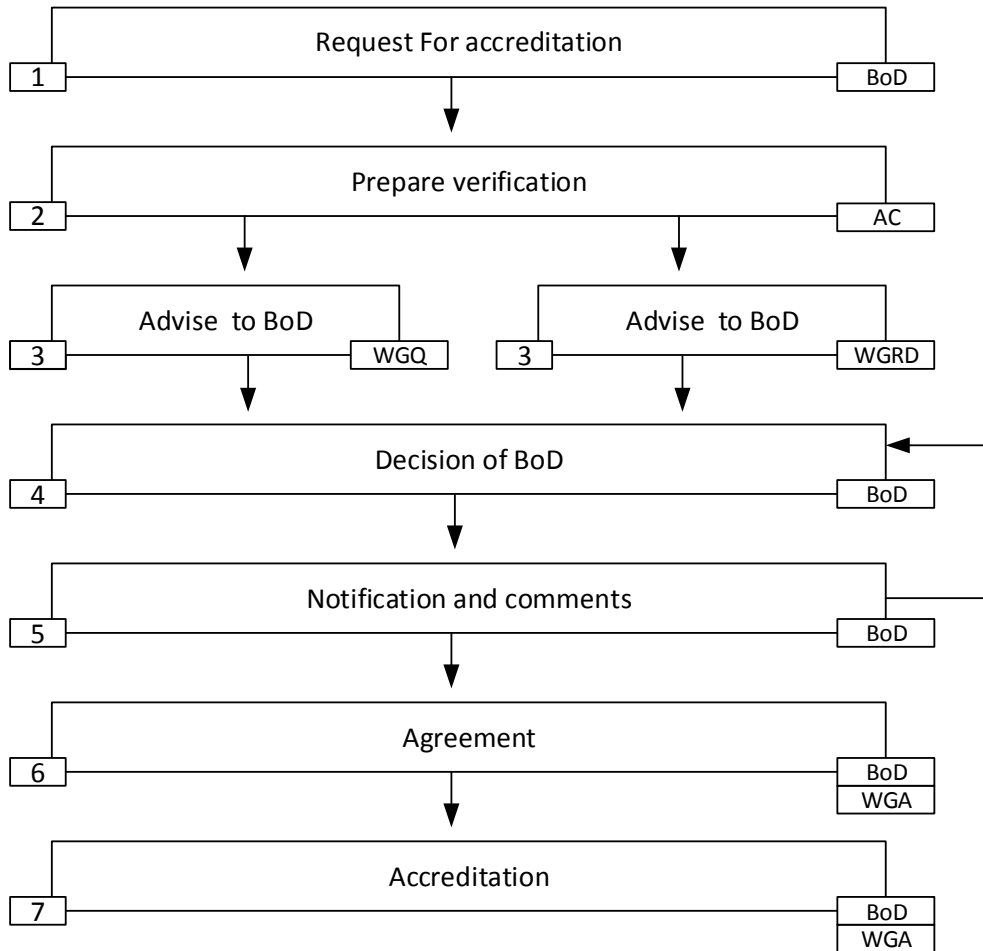 Request For accreditation
1
BoD
Prepare verification
2
AC
Advise to BoD
3
WGQ
Advise to BoD
3
WGRD
Decision of BoD
4
BoD
Notification and comments
5
BoD
Agreement
6
BoD
WGA
Accreditation
7
BoD
WGA